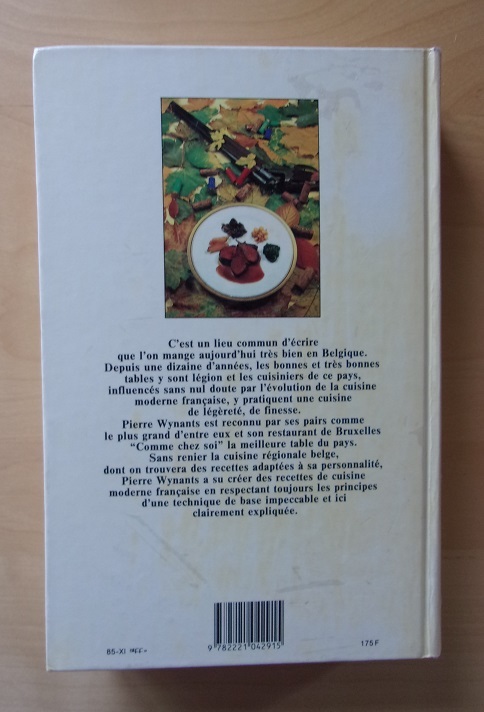 C'est un lieu commun d'écrire
que l'on mange aujourd'hui très bien en Belgique.
Depuis une dizaine d'années, les bonnes et très bonnes
tables y sont légion et les cuisiniers de ce pays,
influencés sans nul doute par l'évolution de la cuisine
moderne française, y pratiquent une cuisine
de légèreté, de finesse.
Pierre Wynants est reconnu par ses pairs comme
le plus grand d'entre eux et son restaurant de Bruxelles
“Comme chez soi” la meilleure table du pays.
Sans renier la cuisine régionale belge,
dont on trouvera des recettes adaptées à sa personnalité,
Pierre Wynants a su créer des recettes de cuisine
moderne française en respectant toujours les principes
d'une technique de base impeccable et ici
clairement expliquée.
9 782221 042915
85-XI
175 F